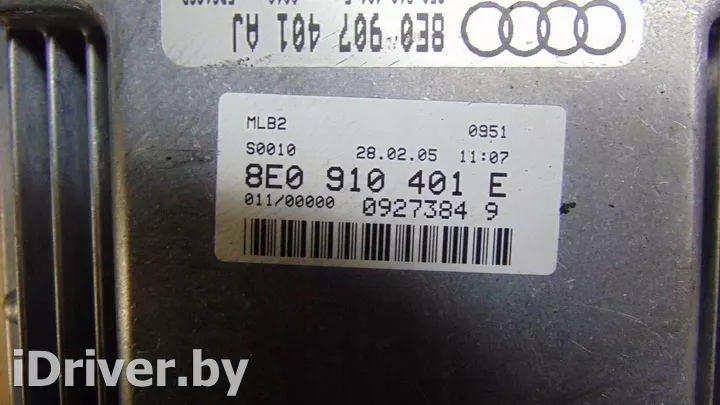 8E0 907 401 AJ
MLB2 0951
S0010 28.02.05 11:07
8E0 910 401 E
011/00000 0927384 9
iDriver.by